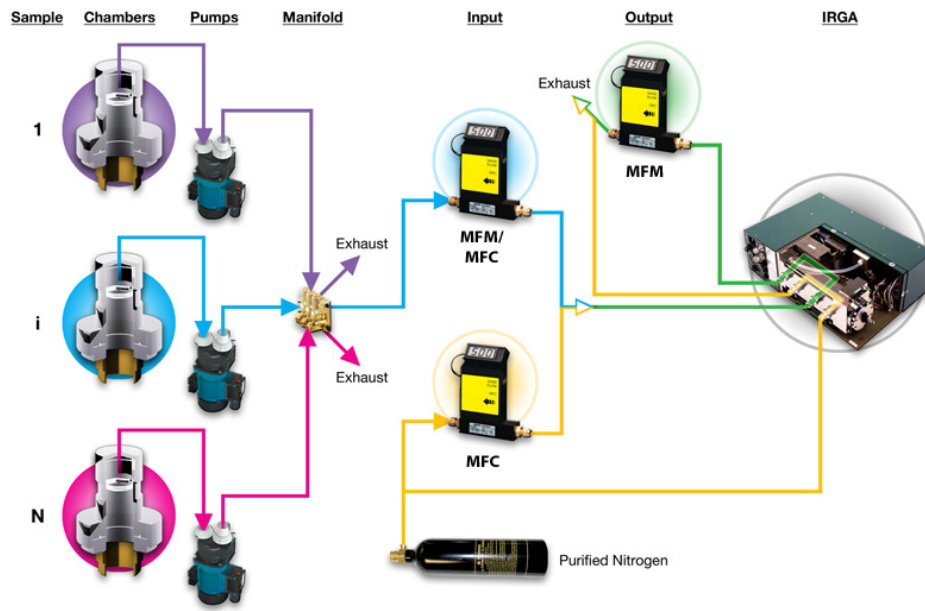 Sample Chambers Pumps Manifold Input Output IRGA
1
i
N
Exhaust
Exhaust
Exhaust
500
500
500
MFM/
MFC
MFC
MFM
Purified Nitrogen